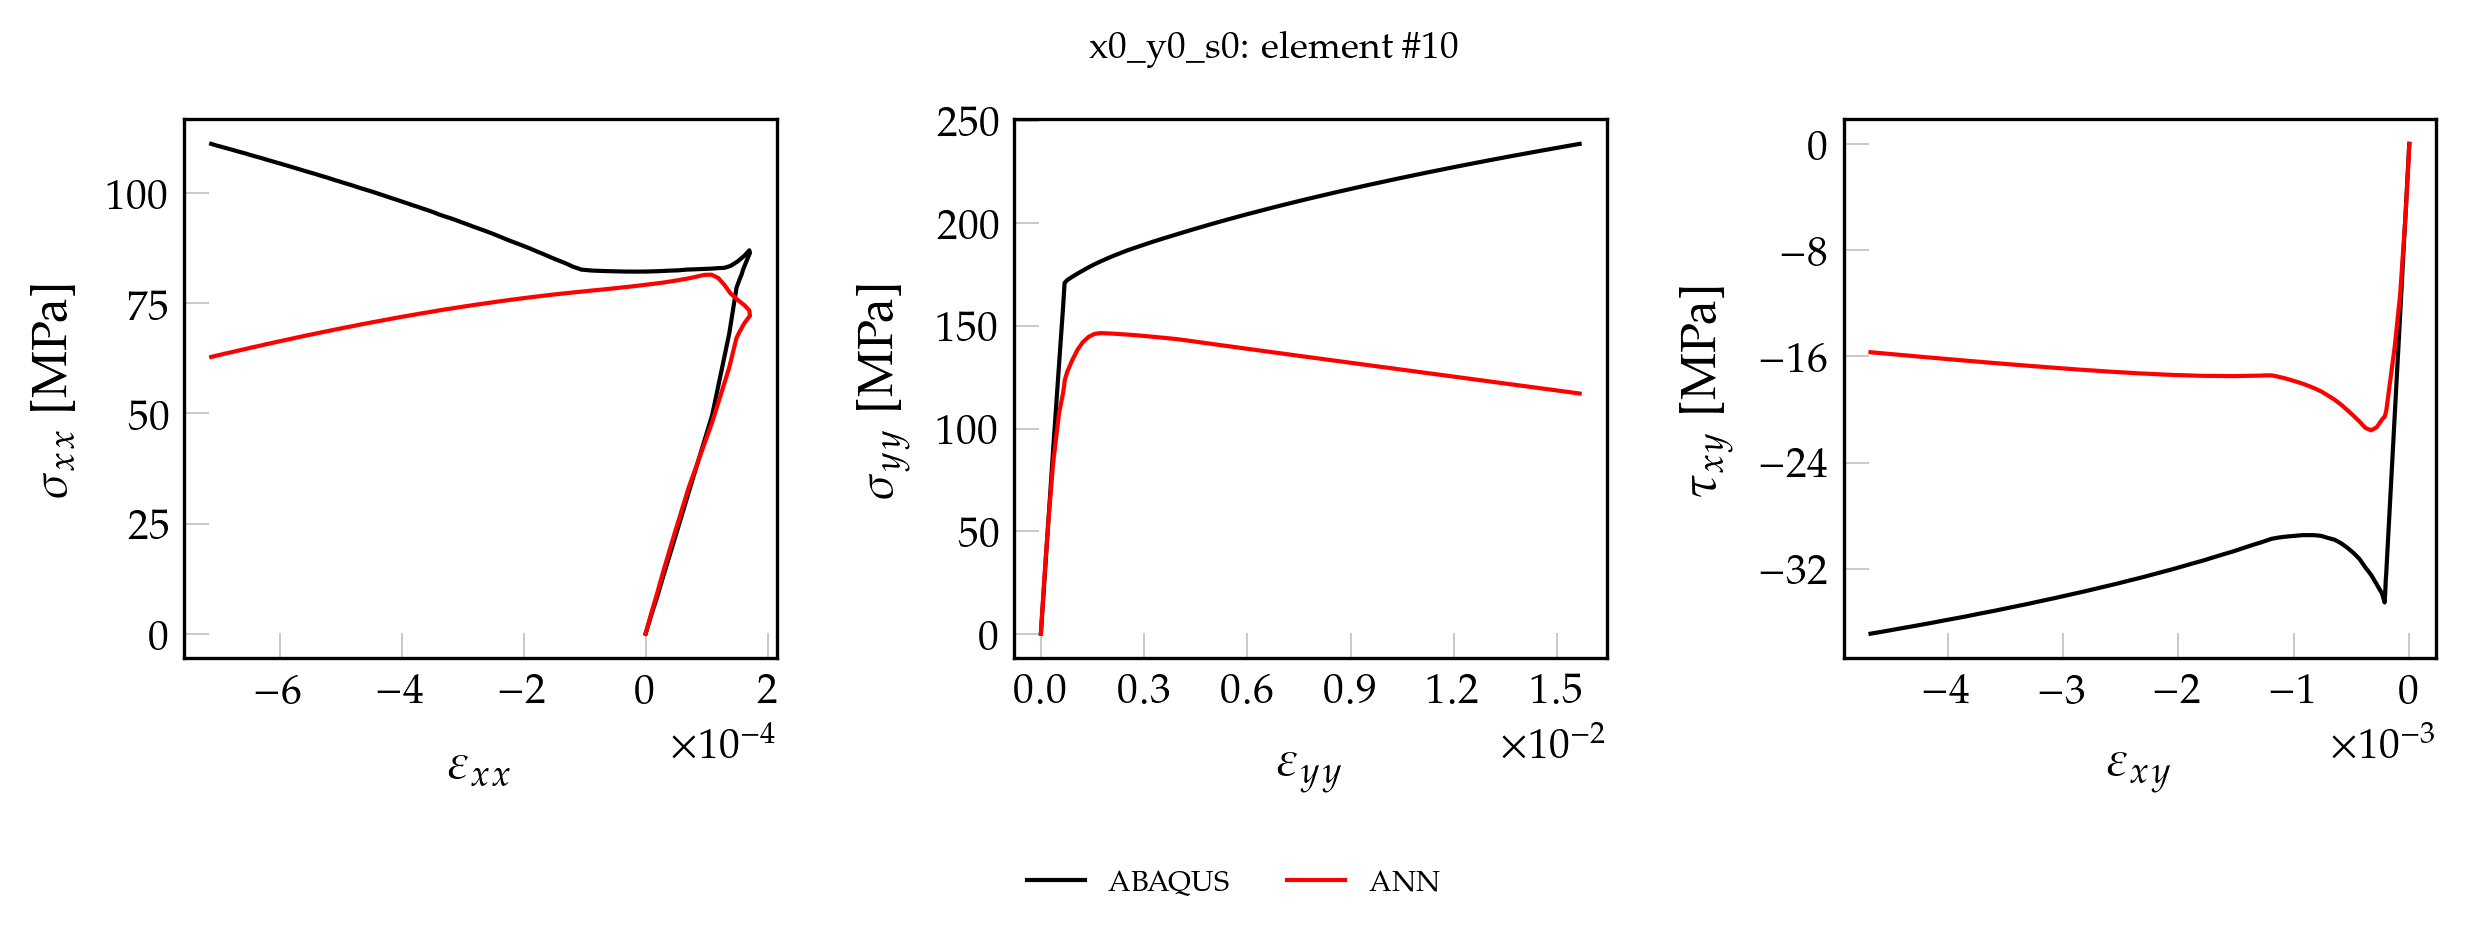 x0_y0_s0: element #10
σxx [MPa]
100
75
50
25
0
−6 −4 −2 0 2
×10−4
εxx
σyy [MPa]
250
200
150
100
50
0
0.0 0.3 0.6 0.9 1.2 1.5
×10−2
εyy
τxy [MPa]
0
−8
−16
−24
−32
−4 −3 −2 −1 0
×10−3
εxy
ABAQUS ANN